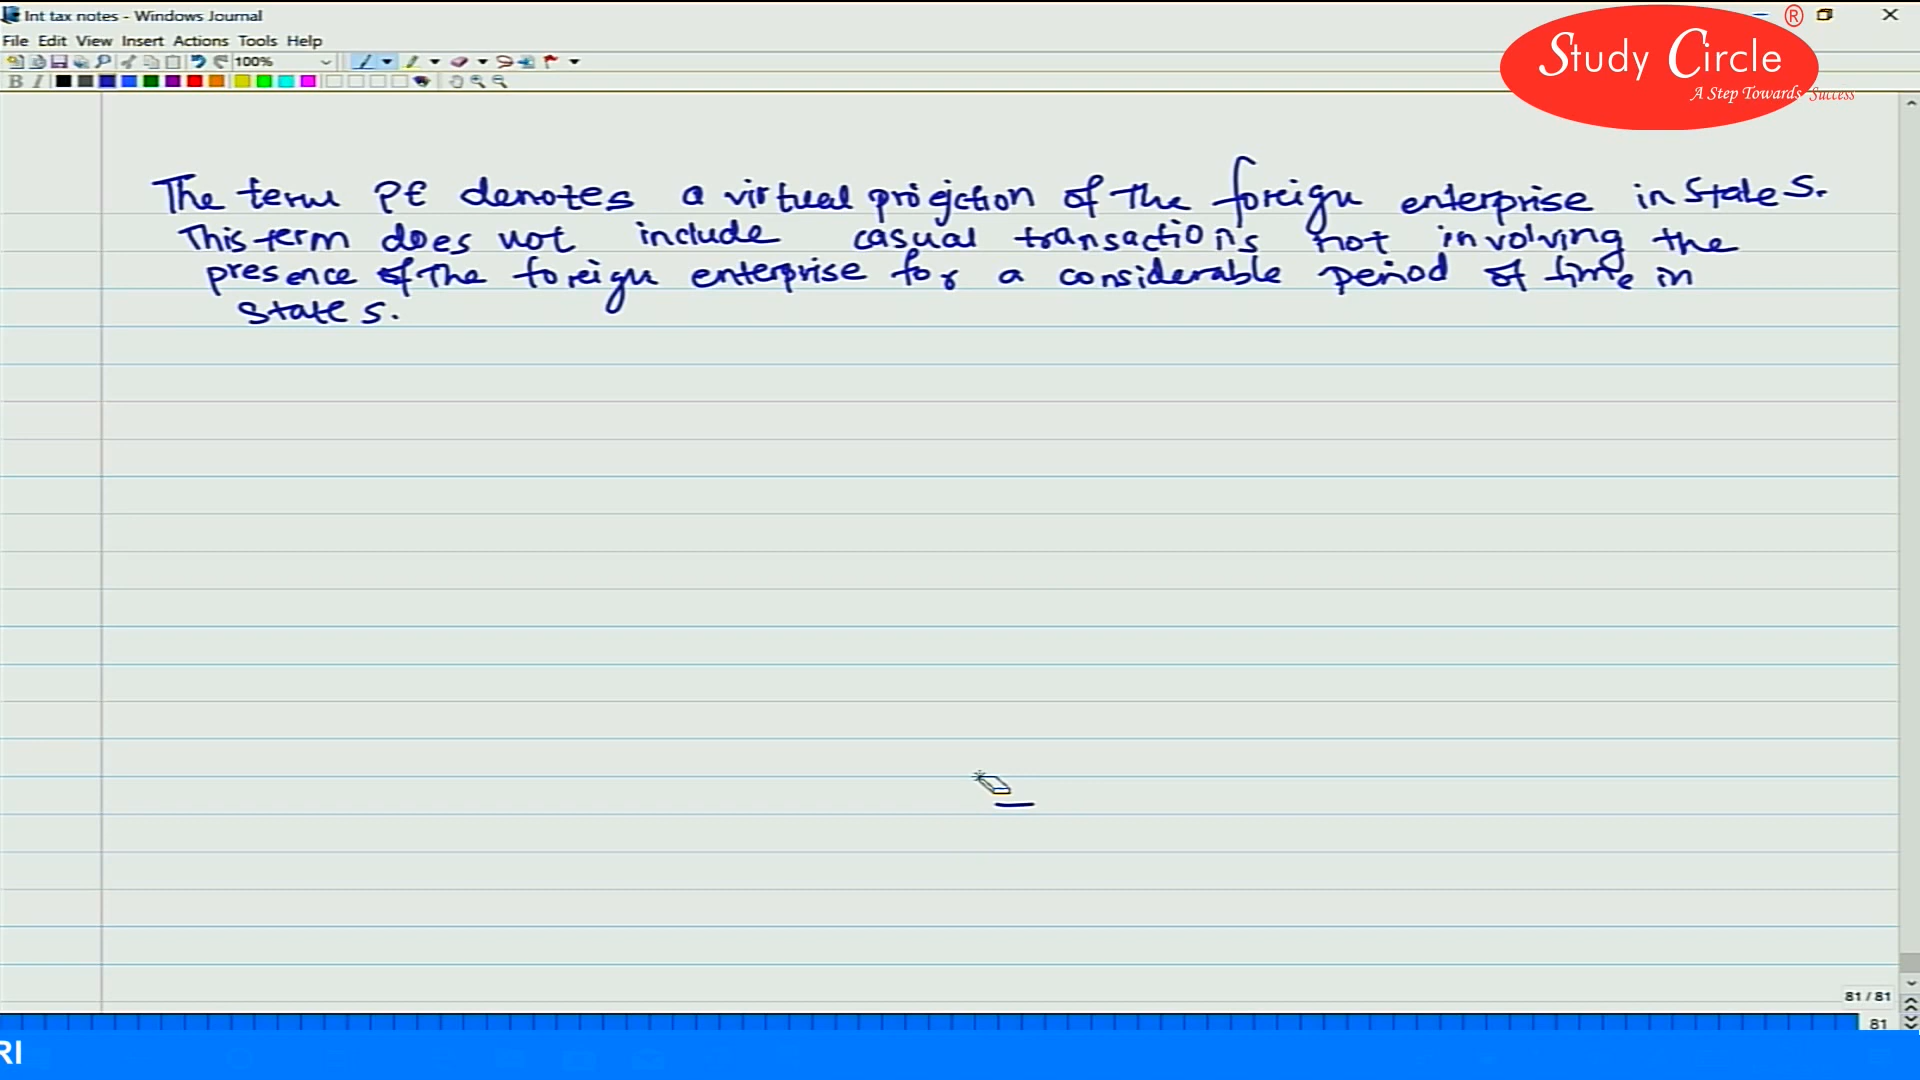 Int tax notes - Windows Journal
File Edit View Insert Actions Tools Help
100%
B I
Study Circle ®
A Step Towards Success
The term PE denotes a virtual projction of the foreign enterprise in State S.
This term does not include casual transactions not involving the
presence of the foreign enterprise for a considerable period of time in
State S.
81 / 81
81
RI